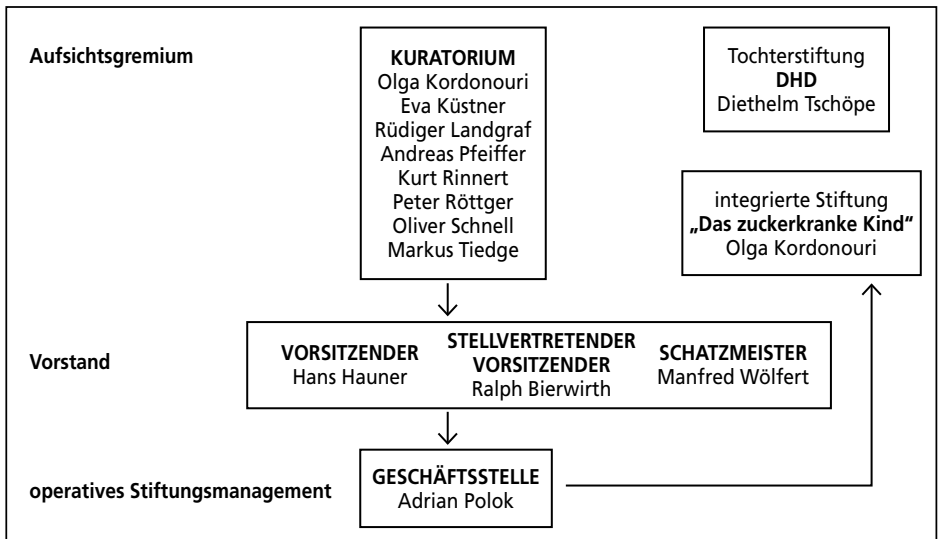 Aufsichtsgremium
KURATORIUM
Olga Kordonouri
Eva Küstner
Rüdiger Landgraf
Andreas Pfeiffer
Kurt Rinnert
Peter Röttger
Oliver Schnell
Markus Tiedge
Tochterstiftung
DHD
Diethelm Tschöpe
integrierte Stiftung
„Das zuckerkranke Kind“
Olga Kordonouri
Vorstand
VORSITZENDER
Hans Hauner
STELLVERTRETENDER
VORSITZENDER
Ralph Bierwirth
SCHATZMEISTER
Manfred Wölfert
operatives Stiftungsmanagement
GESCHÄFTSSTELLE
Adrian Polok